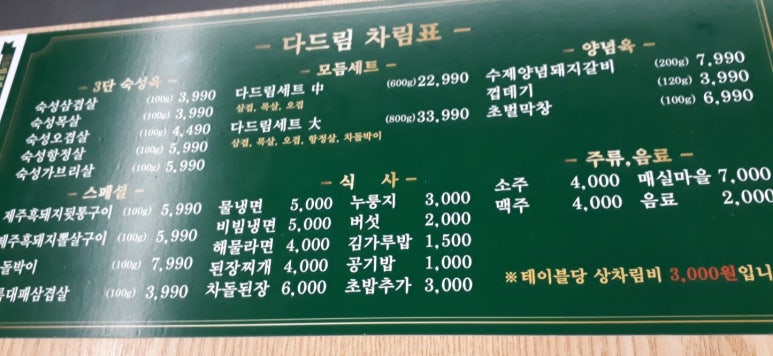 - 다드림 차림표 -
- 3단 숙성육 -
숙성삼겹살 (100g) 3,990
숙성목살 (100g) 3,990
숙성오겹살 (100g) 4,490
숙성항정살 (100g) 5,990
숙성가브리살 (100g) 5,990
- 모듬세트 -
다드림세트 中 (600g) 22,990
삼겹, 목살, 오겹
다드림세트 大 (800g) 33,990
삼겹, 목살, 오겹, 항정살, 차돌박이
- 양념육 -
수제양념돼지갈비 (200g) 7,990
껍데기 (120g) 3,990
초벌막창 (100g) 6,990
- 스페셜 -
제주흑돼지뒷통구이 (100g) 5,990
제주흑돼지뽈살구이 (100g) 5,990
돌박이 (100g) 7,990
대패삼겹살 (100g) 3,990
- 식 사 -
물냉면 5,000 누룽지 3,000
비빔냉면 5,000 버섯 2,000
해물라면 4,000 김가루밥 1,500
된장찌개 4,000 공기밥 1,000
차돌된장 6,000 초밥추가 3,000
- 주류,음료 -
소주 4,000 매실마을 7,000
맥주 4,000 음료 2,000
※테이블당 상차림비 3,000원입니